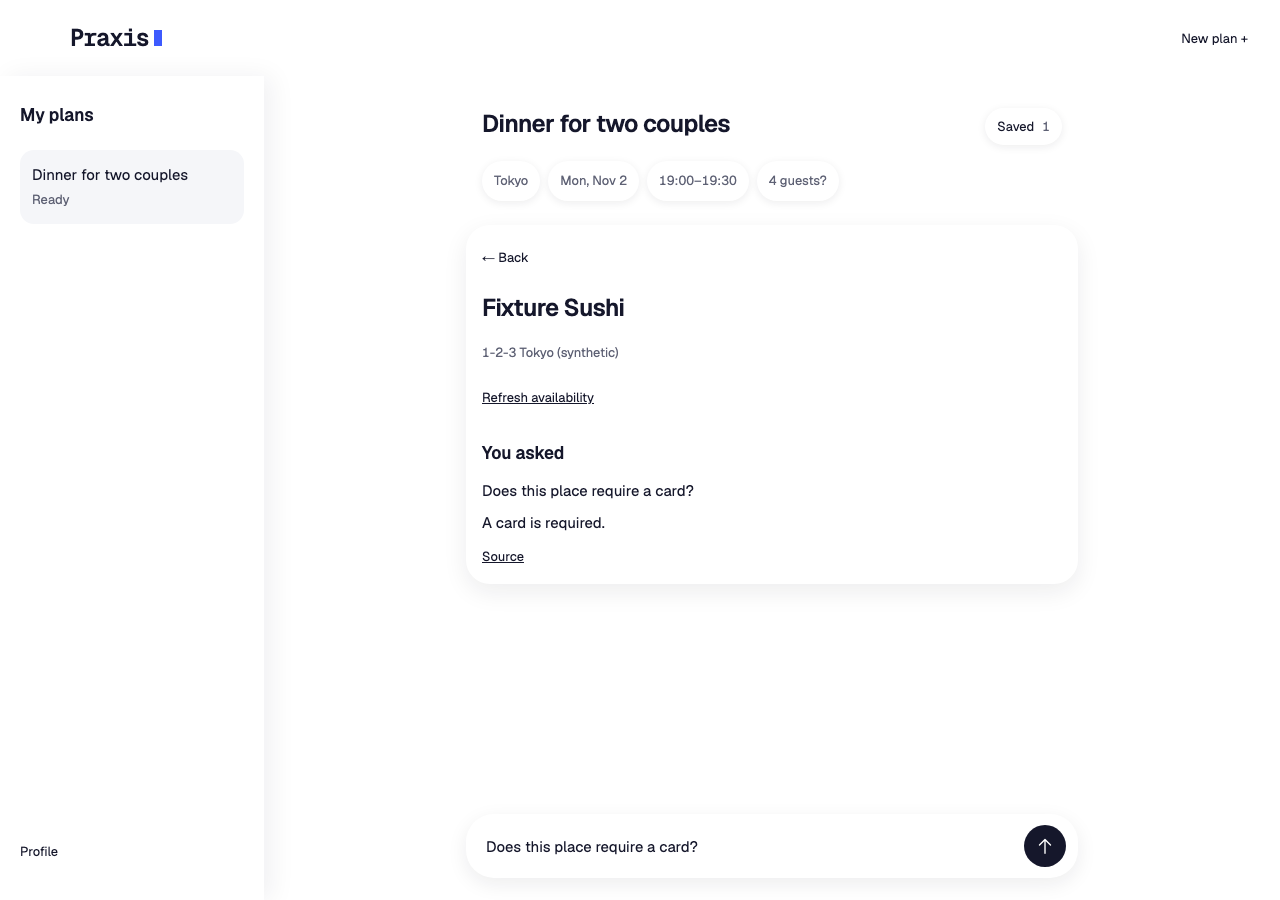 Praxis
New plan +
My plans
Dinner for two couples
Ready
Profile
Dinner for two couples
Saved 1
Tokyo
Mon, Nov 2
19:00–19:30
4 guests?
← Back
Fixture Sushi
1-2-3 Tokyo (synthetic)
Refresh availability
You asked
Does this place require a card?
A card is required.
Source
Does this place require a card?